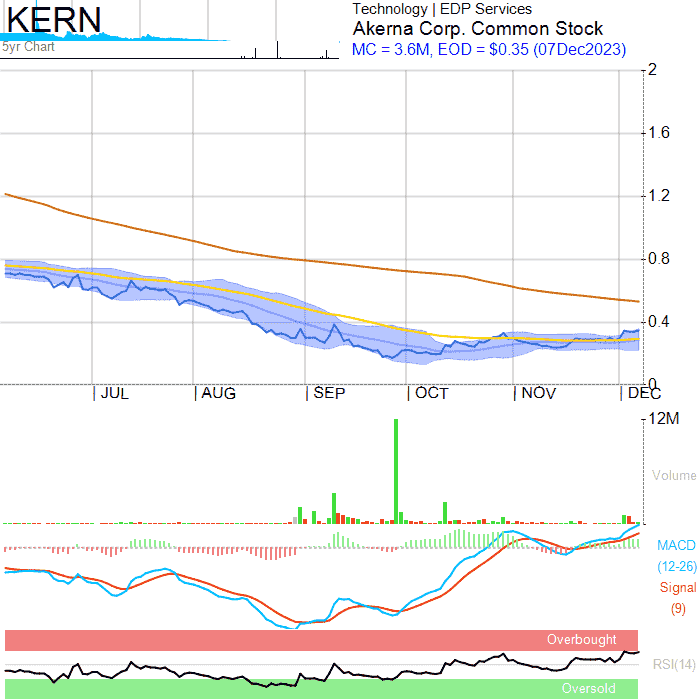 KERN
5yr Chart
Technology | EDP Services
Akerna Corp. Common Stock
MC = 3.6M, EOD = $0.35 (07Dec2023)
2
1.6
1.2
0.8
0.4
0
| JUL | AUG | SEP | OCT | NOV | DEC
12M
Volume
MACD
(12-26)
Signal
(9)
Overbought
RSI(14)
Oversold